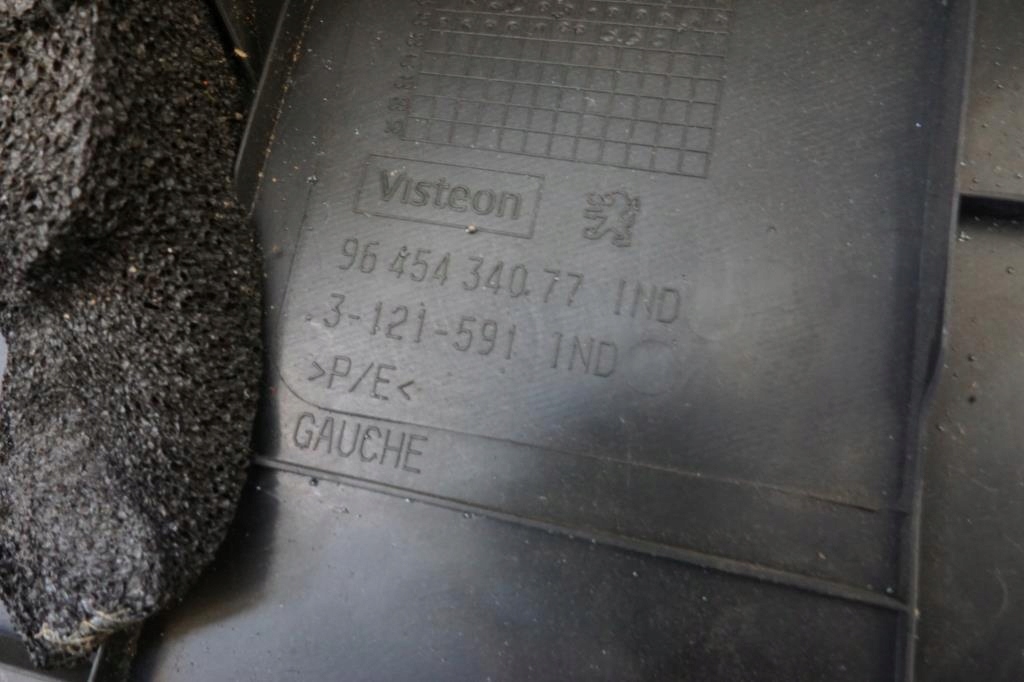 Visteon
96 454 340.77 IND
.3-121-591 IND
>P/E<
GAUCHE